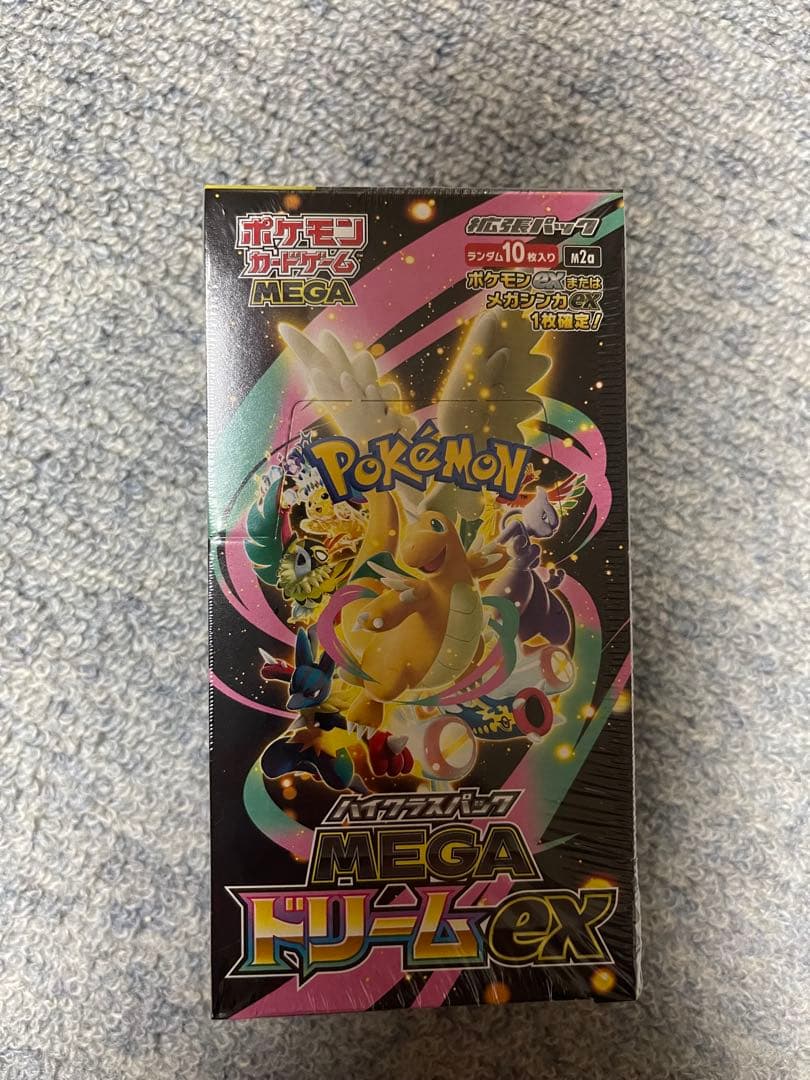 ポケモン
カードゲーム
MEGA
拡張パック
ランダム10枚入り
M2a
ポケモンexまたは
メガシンカex
1枚確定!
POKéMON
TM
ハイクラスパック
MEGA
ドリームex